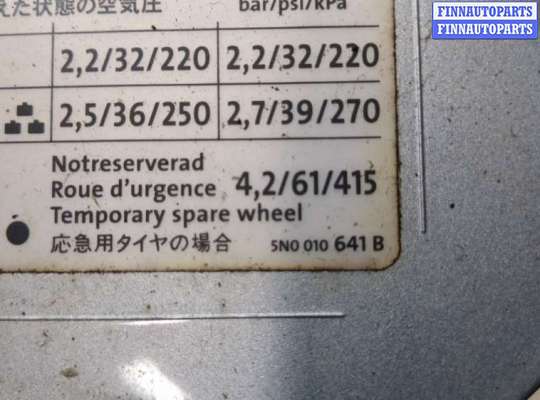 FINNAUTOPARTS
FINNAUTOPARTS
えた状態の空気圧
bar/psi/kPa
2,2/32/220 2,2/32/220
2,5/36/250 2,7/39/270
Notreserverad
Roue d'urgence 4,2/61/415
Temporary spare wheel
応急用タイヤの場合 5N0 010 641 B